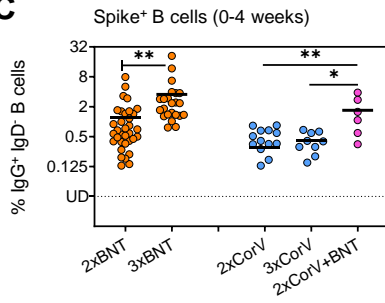 C
Spike⁺ B cells (0-4 weeks)
% IgG⁺ IgD⁻ B cells
32
8
2
0.5
0.125
UD
**
**
*
2xBNT
3xBNT
2xCorV
3xCorV
2xCorV+BNT